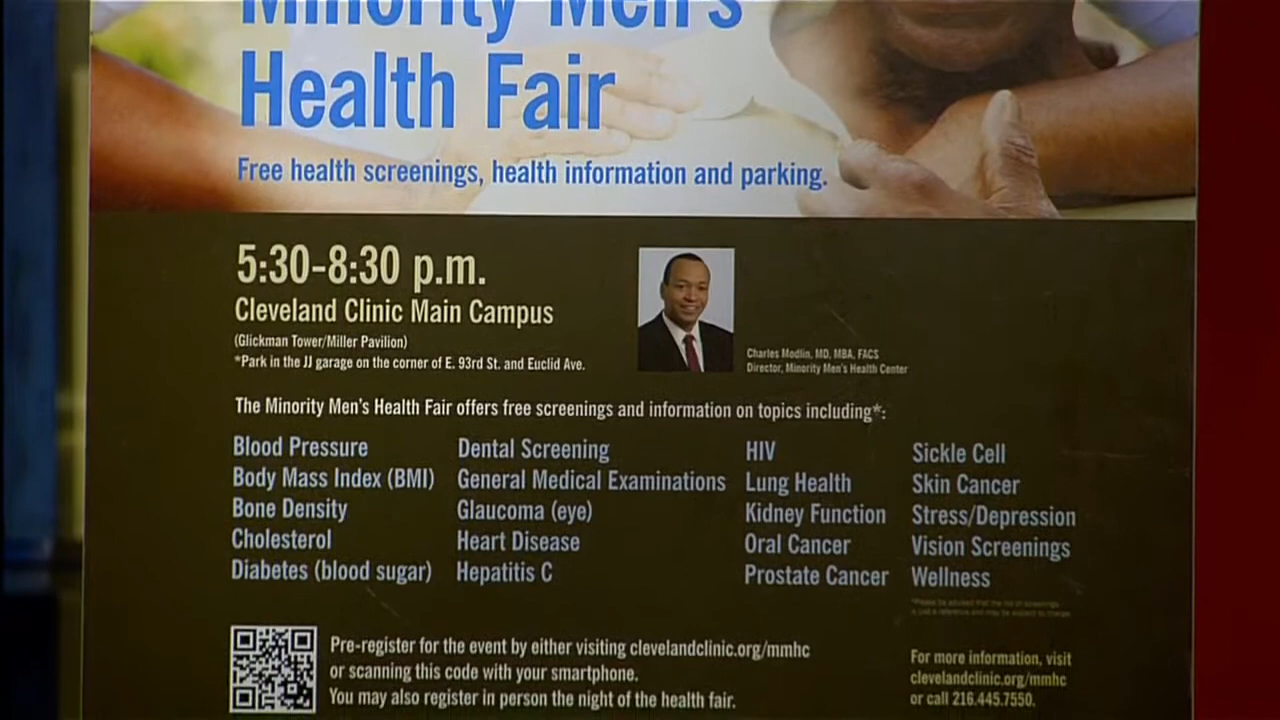 Minority Men's
Health Fair
Free health screenings, health information and parking.
5:30-8:30 p.m.
Cleveland Clinic Main Campus
(Glickman Tower/Miller Pavilion)
*Park in the JJ garage on the corner of E. 93rd St. and Euclid Ave.
Charles Modlin, MD, MBA, FACS
Director, Minority Men's Health Center
The Minority Men's Health Fair offers free screenings and information on topics including*:
Blood Pressure
Body Mass Index (BMI)
Bone Density
Cholesterol
Diabetes (blood sugar)
Dental Screening
General Medical Examinations
Glaucoma (eye)
Heart Disease
Hepatitis C
HIV
Lung Health
Kidney Function
Oral Cancer
Prostate Cancer
Sickle Cell
Skin Cancer
Stress/Depression
Vision Screenings
Wellness
Pre-register for the event by either visiting clevelandclinic.org/mmhc
or scanning this code with your smartphone.
You may also register in person the night of the health fair.
For more information, visit
clevelandclinic.org/mmhc
or call 216.445.7550.